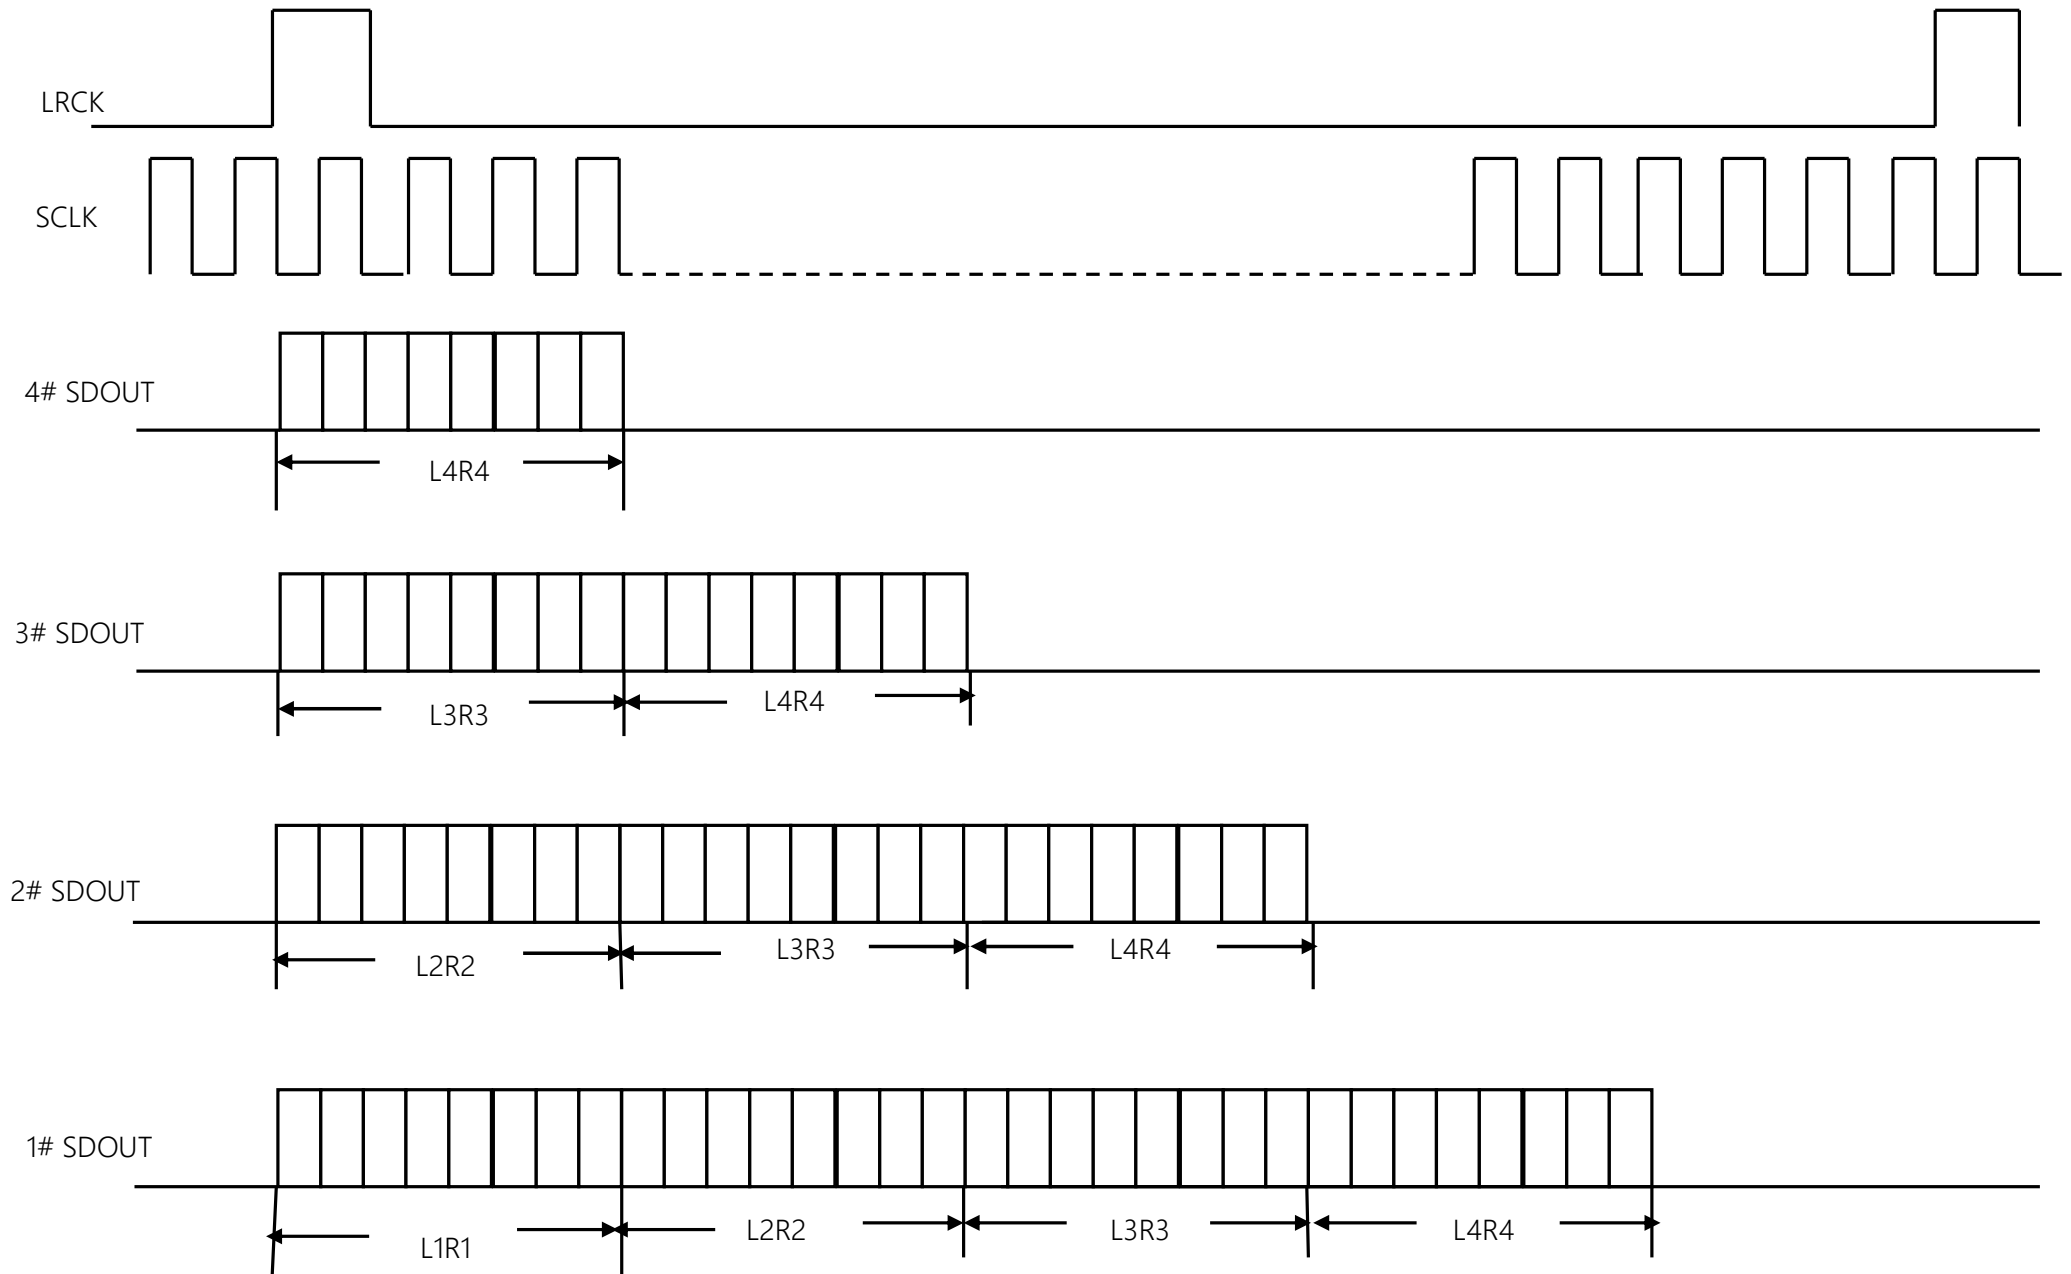 LRCK
SCLK
4# SDOUT
L4R4
3# SDOUT
L3R3 L4R4
2# SDOUT
L2R2 L3R3 L4R4
1# SDOUT
L1R1 L2R2 L3R3 L4R4